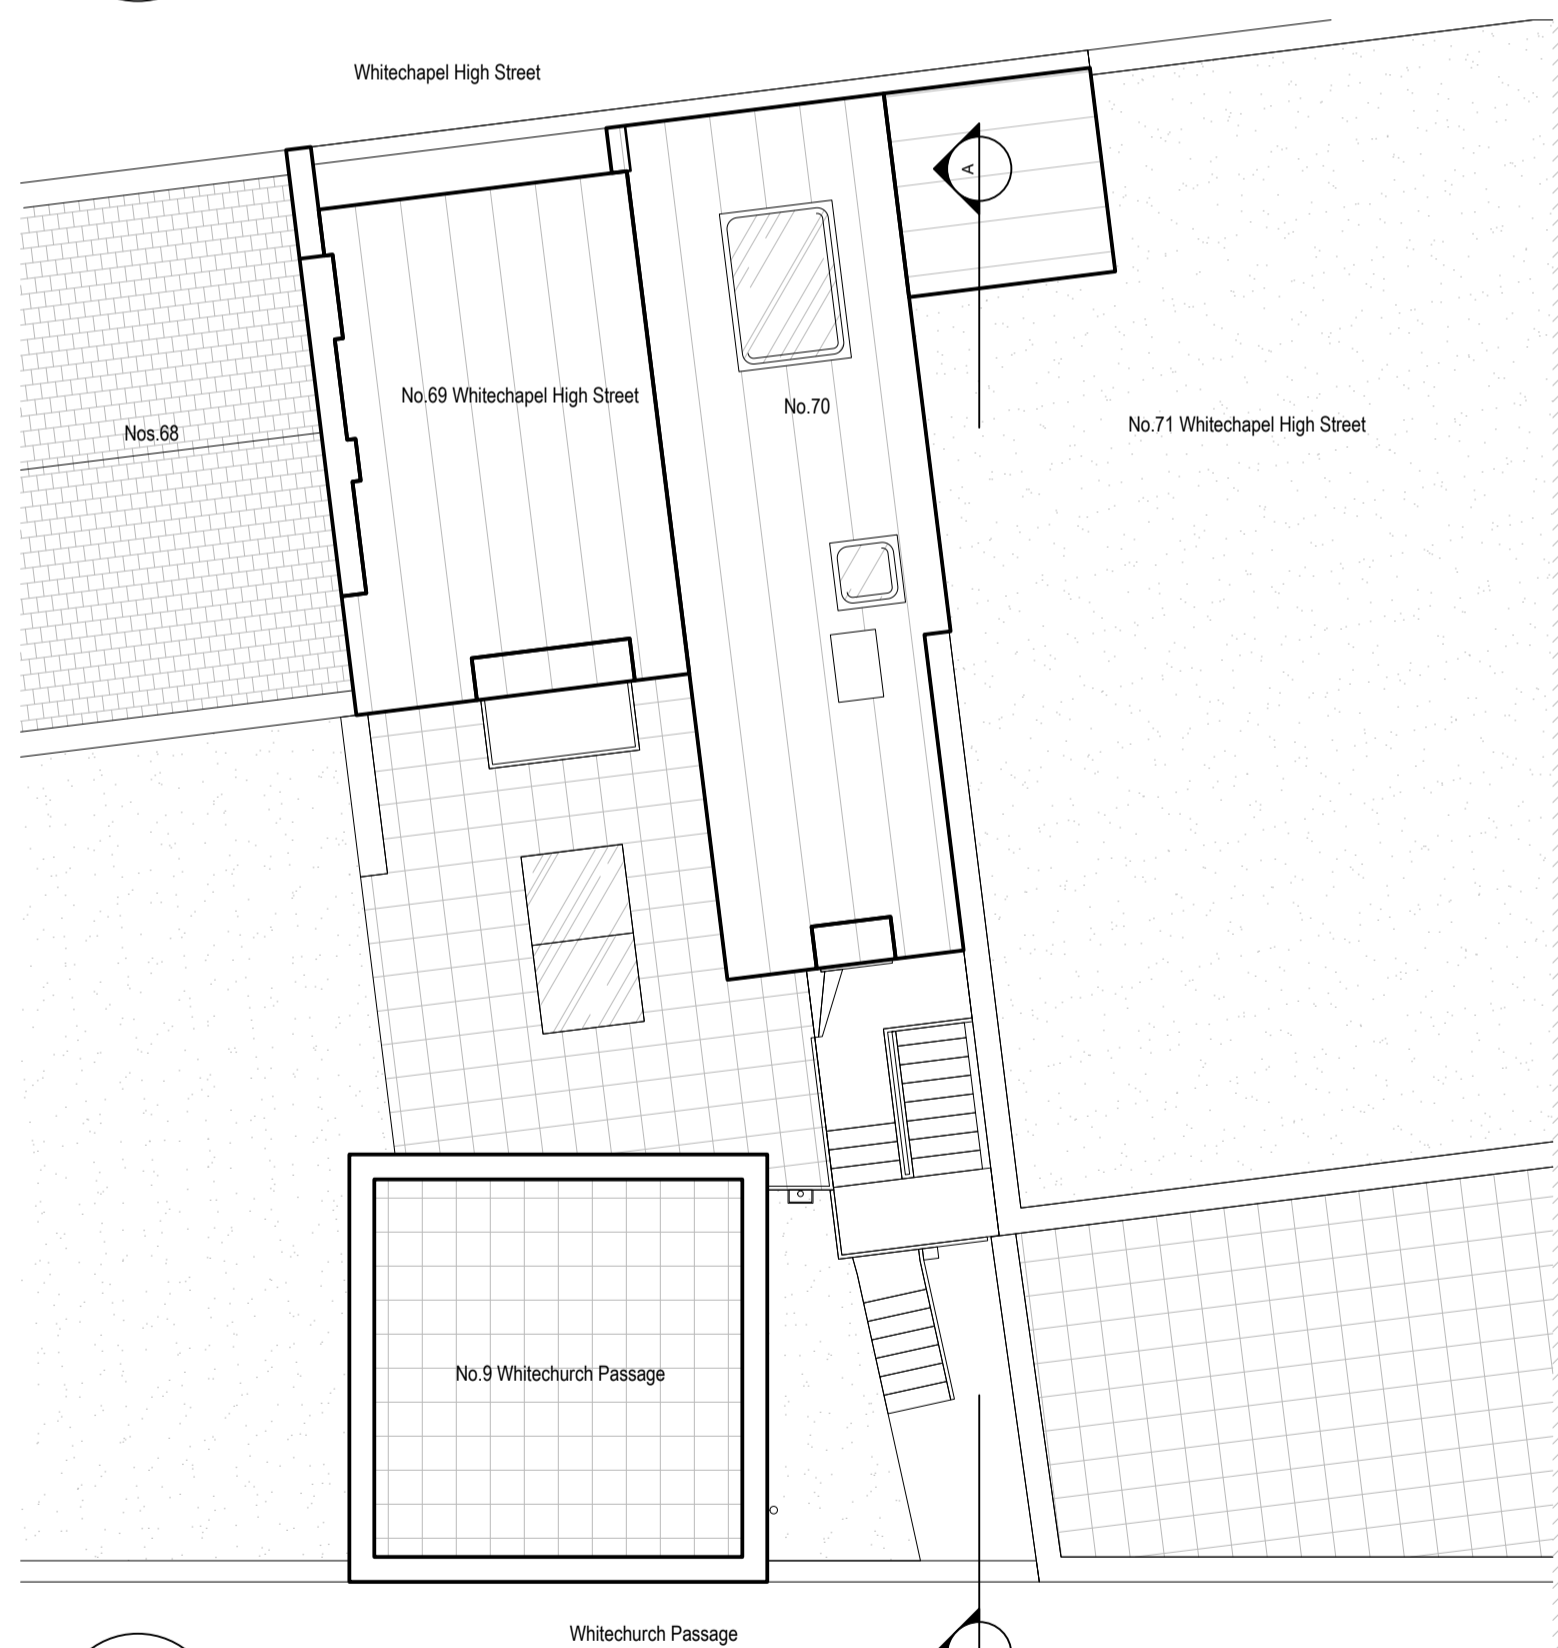 Whitechapel High Street
A
No.69 Whitechapel High Street
No.70
No.71 Whitechapel High Street
Nos.68
No.9 Whitechurch Passage
Whitechurch Passage